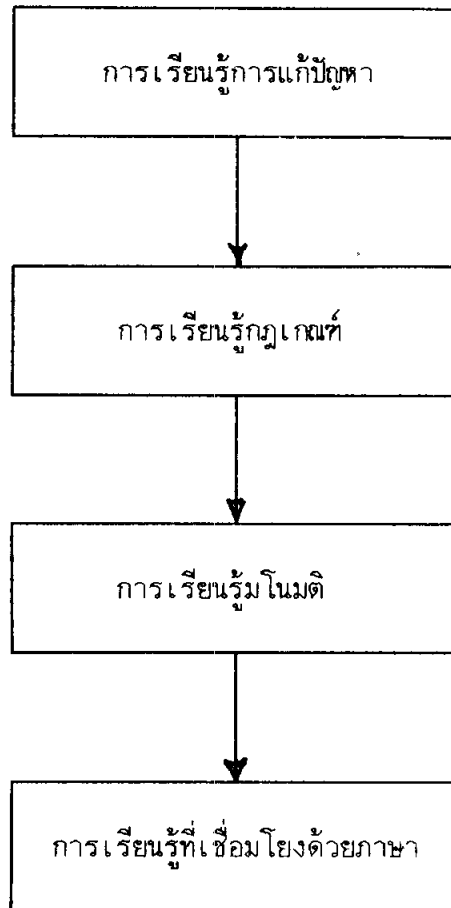 การเรียนรู้การแก้ปัญหา
การเรียนรู้กฎเกณฑ์
การเรียนรู้มโนมติ
การเรียนรู้ที่เชื่อมโยงด้วยภาษา